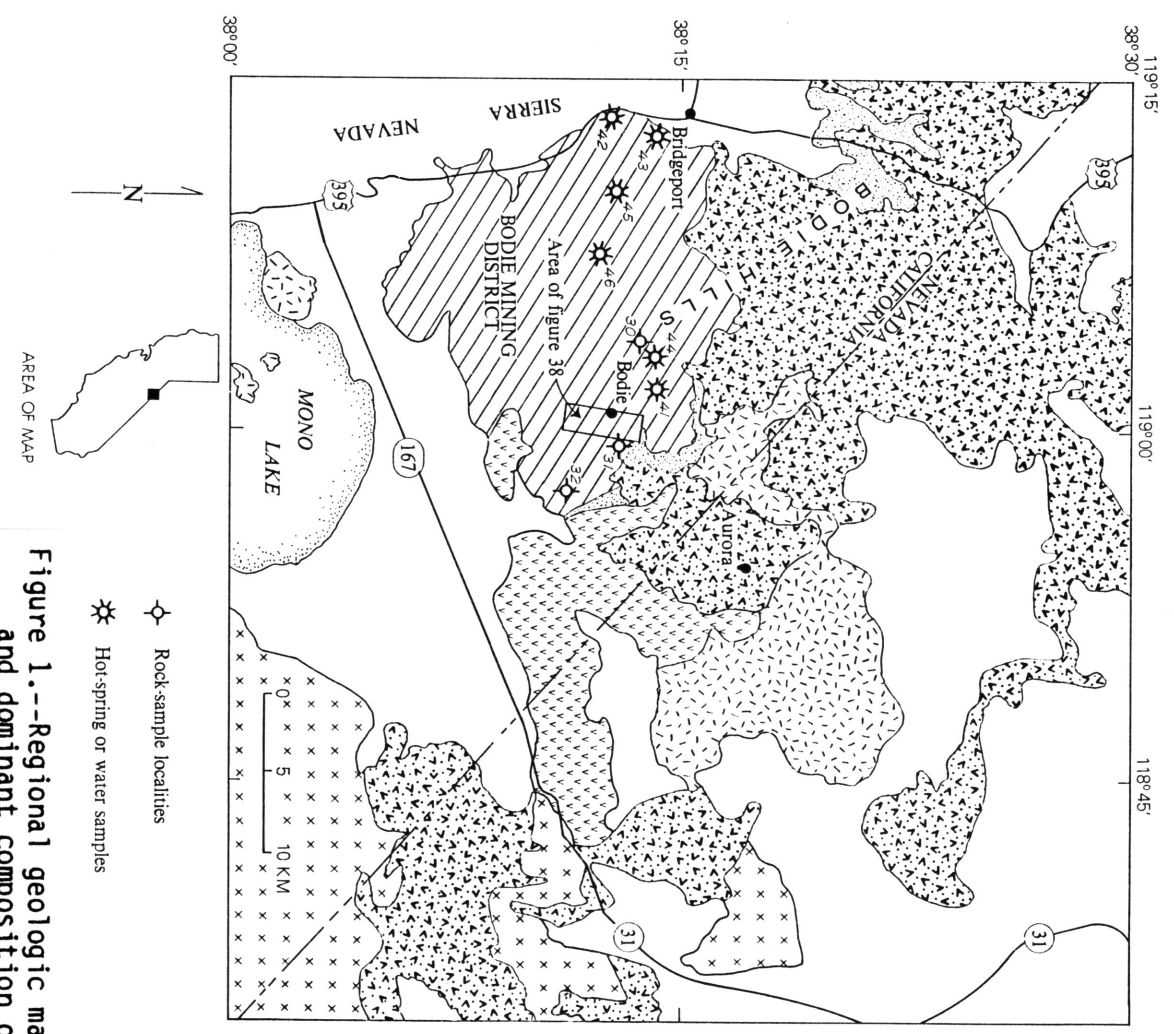 119°15'
119°00'
118°45'
38°30'
38°15'
38°00'
395
31
NEVADA
CALIFORNIA
BODIE HILLS
Aurora
Bridgeport
43
42
45
46
30
44
41
31
32
Bodie
Area of figure 38
BODIE MINING
DISTRICT
SIERRA
NEVADA
395
167
31
MONO
LAKE
0 5 10 KM
N
AREA OF MAP
Rock-sample localities
Hot-spring or water samples
Figure 1.--Regional geologic ma
and dominant composition o